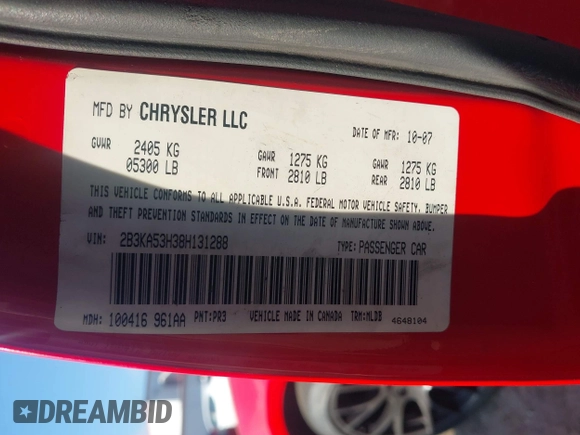 MFD BY CHRYSLER LLC DATE OF MFR: 10-07
GVWR 2405 KG GAWR 1275 KG GAWR 1275 KG
05300 LB FRONT 2810 LB REAR 2810 LB
THIS VEHICLE CONFORMS TO ALL APPLICABLE U.S.A. FEDERAL MOTOR VEHICLE SAFETY, BUMPER
AND THEFT PREVENTION STANDARDS IN EFFECT ON THE DATE OF MANUFACTURE SHOWN ABOVE.
VIN: 2B3KA53H38H131288 TYPE: PASSENGER CAR
MDH: 100416 961AA PNT: PR3 VEHICLE MADE IN CANADA TRM: MLDB
4648104
DREAMBID